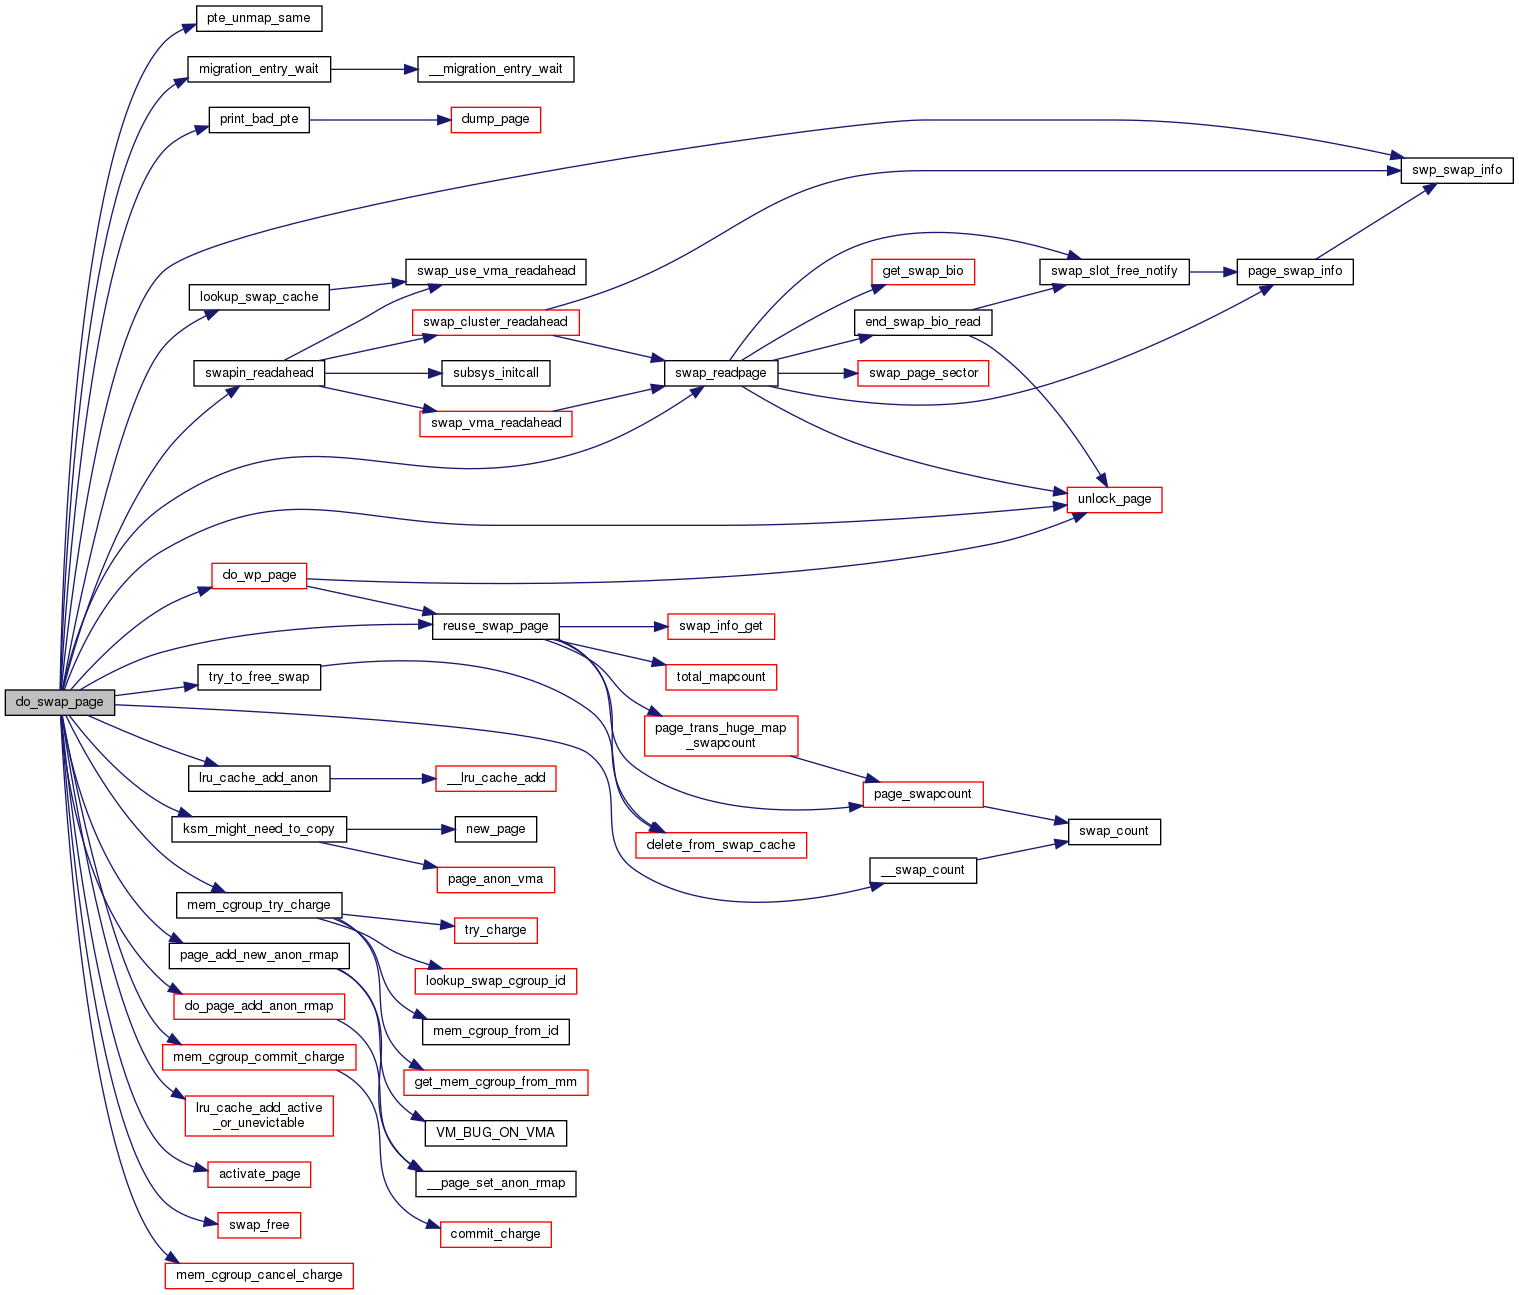 pte_unmap_same
migration_entry_wait
__migration_entry_wait
print_bad_pte
dump_page
swp_swap_info
lookup_swap_cache
swap_use_vma_readahead
get_swap_bio
swap_slot_free_notify
page_swap_info
swap_cluster_readahead
end_swap_bio_read
swapin_readahead
subsys_initcall
swap_readpage
swap_page_sector
swap_vma_readahead
unlock_page
do_wp_page
reuse_swap_page
swap_info_get
try_to_free_swap
total_mapcount
do_swap_page
page_trans_huge_map
_swapcount
lru_cache_add_anon
__lru_cache_add
page_swapcount
ksm_might_need_to_copy
new_page
swap_count
delete_from_swap_cache
page_anon_vma
__swap_count
mem_cgroup_try_charge
try_charge
page_add_new_anon_rmap
lookup_swap_cgroup_id
do_page_add_anon_rmap
mem_cgroup_from_id
mem_cgroup_commit_charge
get_mem_cgroup_from_mm
lru_cache_add_active
_or_unevictable
VM_BUG_ON_VMA
activate_page
__page_set_anon_rmap
swap_free
commit_charge
mem_cgroup_cancel_charge